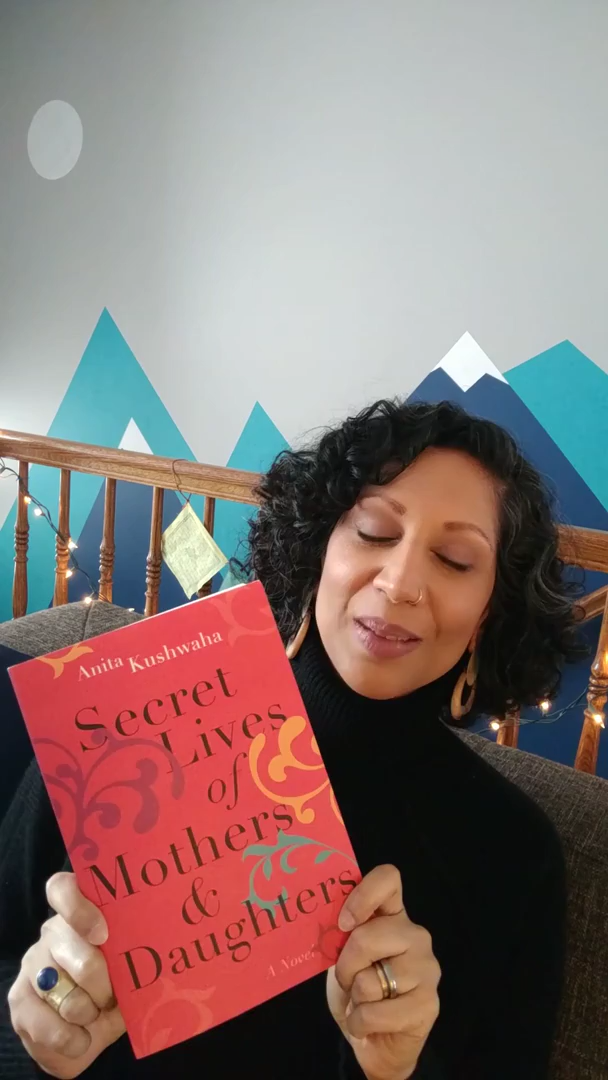 Anita Kushwaha
Secret
Lives
of
Mothers
&
Daughters
A Novel